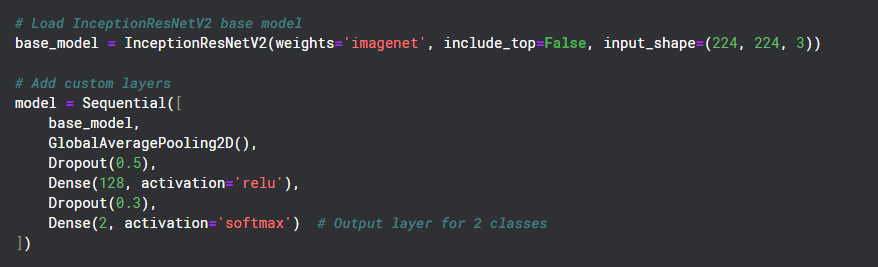 # Load InceptionResNetV2 base model
base_model = InceptionResNetV2(weights='imagenet', include_top=False, input_shape=(224, 224, 3))

# Add custom layers
model = Sequential([
    base_model,
    GlobalAveragePooling2D(),
    Dropout(0.5),
    Dense(128, activation='relu'),
    Dropout(0.3),
    Dense(2, activation='softmax')  # Output layer for 2 classes
])